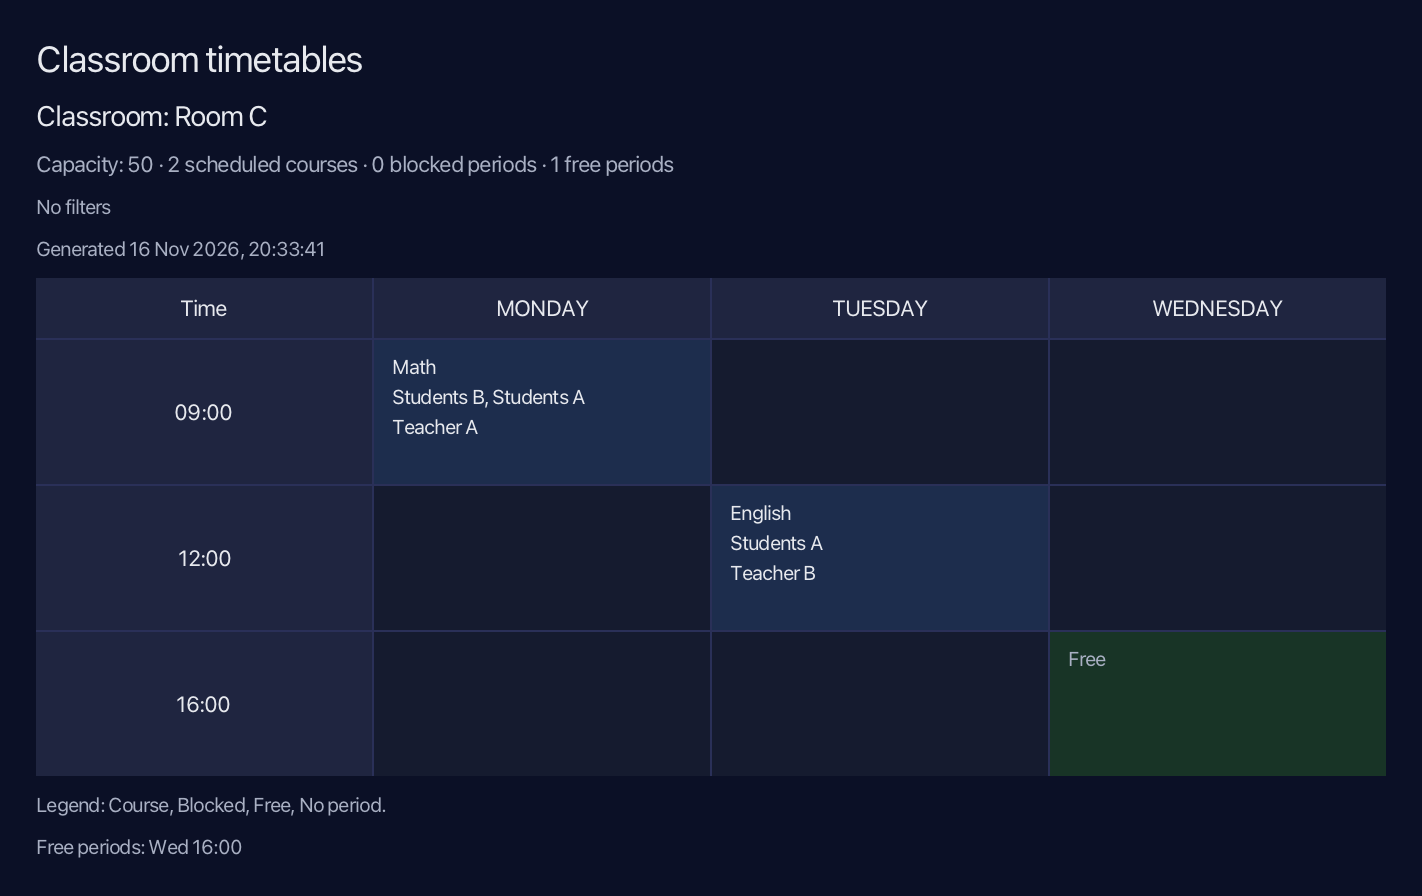 Classroom timetables
Classroom: Room C
Capacity: 50 · 2 scheduled courses · 0 blocked periods · 1 free periods
No filters
Generated 16 Nov 2026, 20:33:41
Time MONDAY TUESDAY WEDNESDAY
09:00
Math
Students B, Students A
Teacher A
12:00
English
Students A
Teacher B
16:00
Free
Legend: Course, Blocked, Free, No period.
Free periods: Wed 16:00